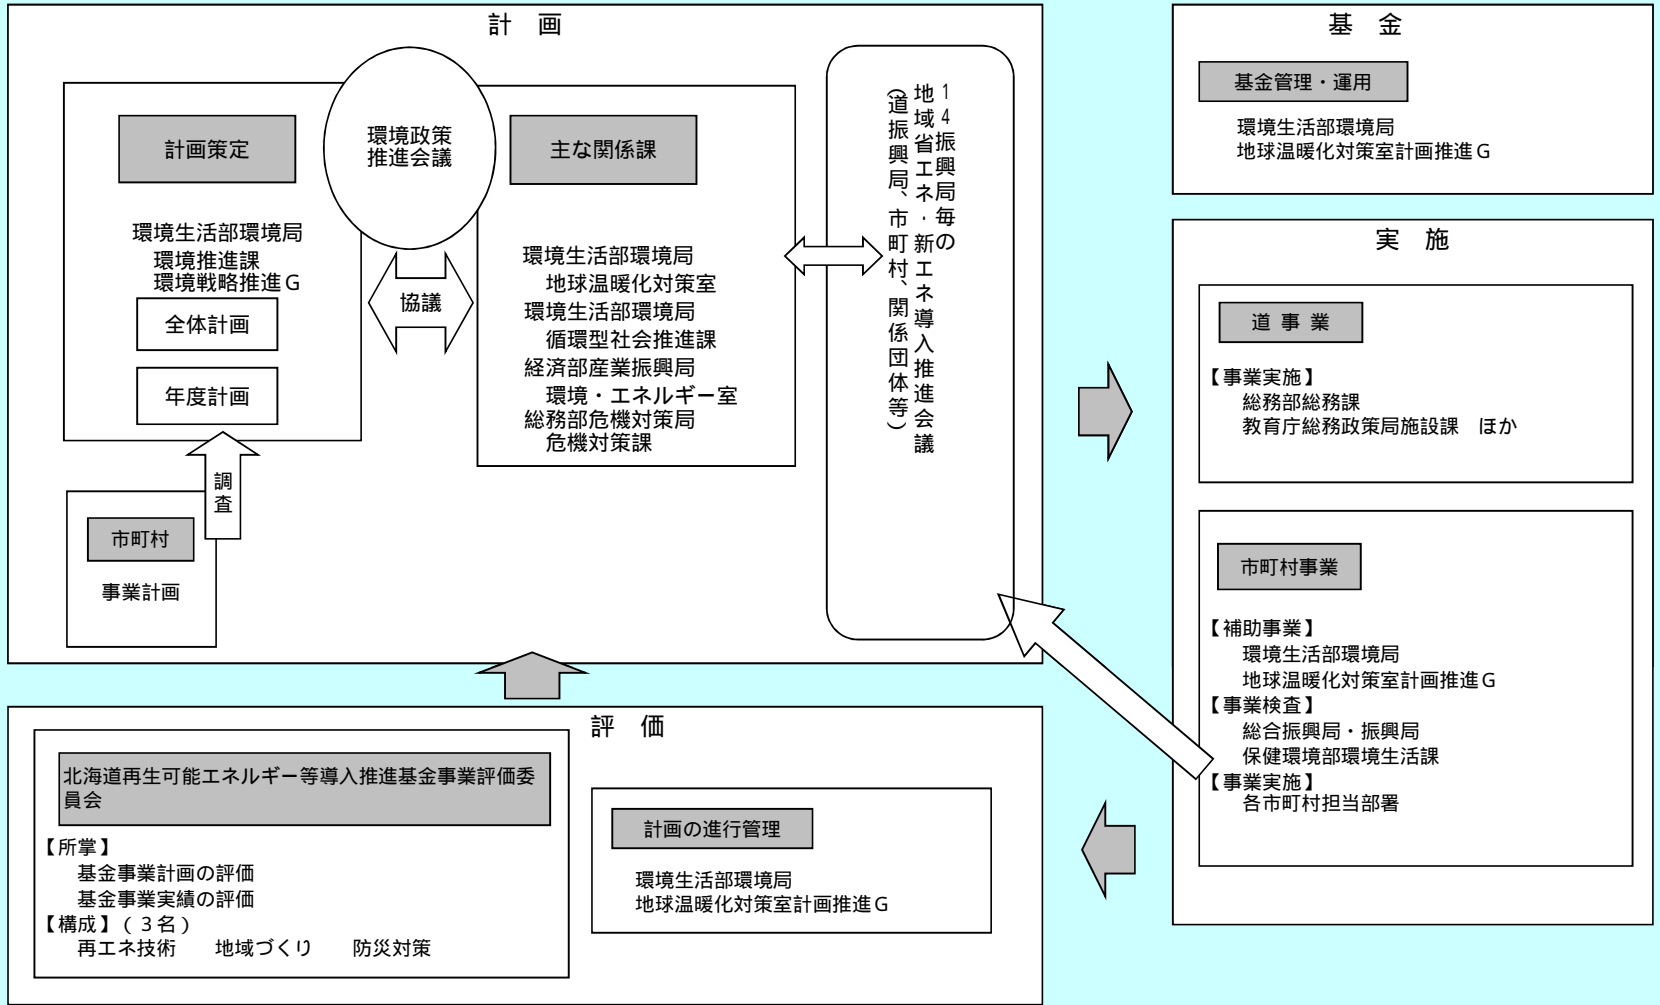 計　画
計画策定
環境生活部環境局
環境推進課
環境戦略推進G
全体計画
年度計画
調査
市町村
事業計画
環境政策
推進会議
協議
主な関係課
環境生活部環境局
地球温暖化対策室
環境生活部環境局
循環型社会推進課
経済部産業振興局
環境・エネルギー室
総務部危機対策局
危機対策課
14振興局毎の
地域省エネ・新エネ導入推進会議
(道振興局、市町村、関係団体等)
基　金
基金管理・運用
環境生活部環境局
地球温暖化対策室計画推進G
実　施
道 事 業
【事業実施】
総務部総務課
教育庁総務政策局施設課　ほか
市町村事業
【補助事業】
環境生活部環境局
地球温暖化対策室計画推進G
【事業検査】
総合振興局・振興局
保健環境部環境生活課
【事業実施】
各市町村担当部署
評　価
北海道再生可能エネルギー等導入推進基金事業評価委
員会
【所掌】
基金事業計画の評価
基金事業実績の評価
【構成】(3名)
再エネ技術　　地域づくり　　防災対策
計画の進行管理
環境生活部環境局
地球温暖化対策室計画推進G